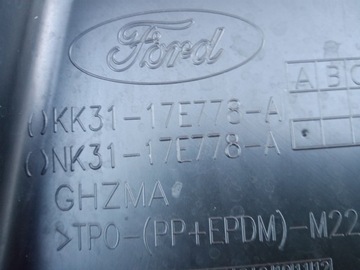 Ford
A B C
()KK31-17E778-A
()NK31-17E778-A
GHZMA
>TPO-(PP+EPDM)-M22